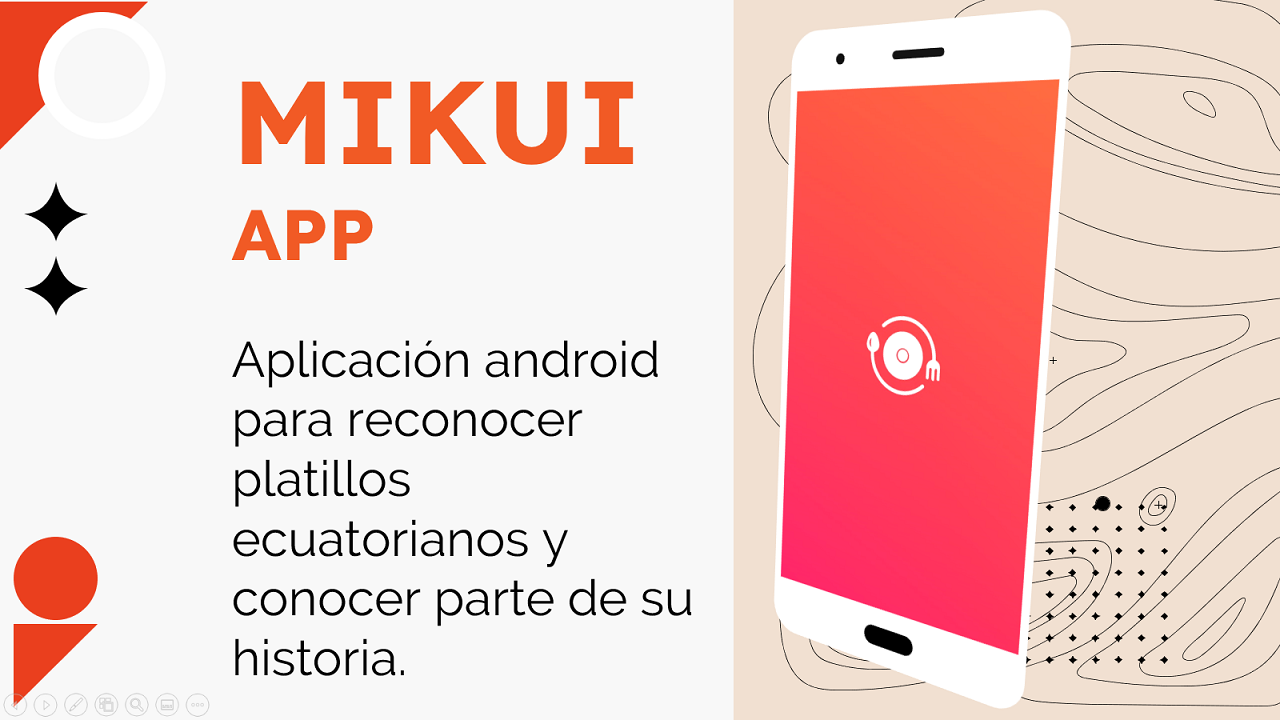 MIKUI
APP
Aplicación android
para reconocer
platillos
ecuatorianos y
conocer parte de su
historia.